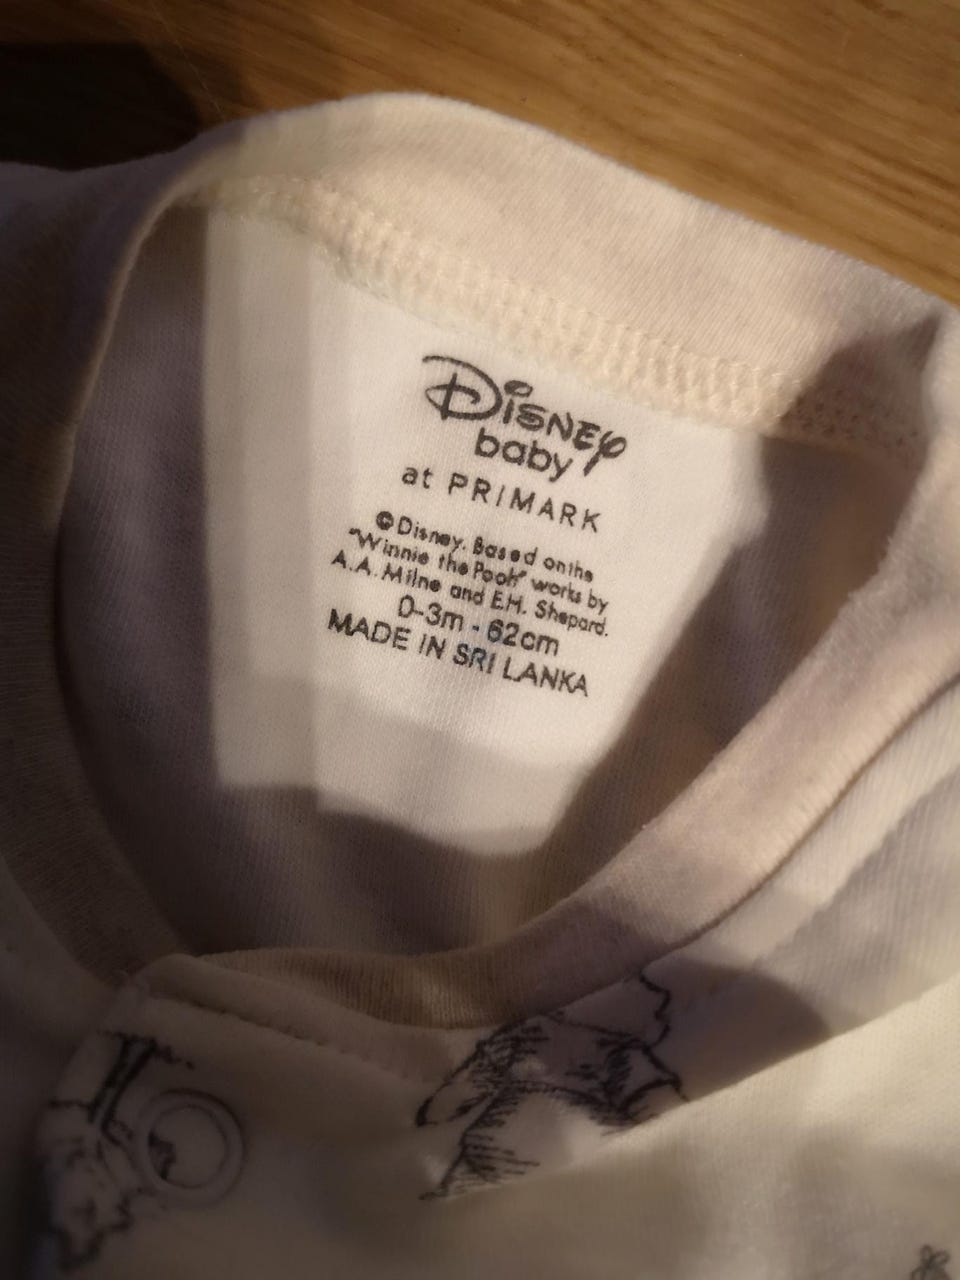 Disney
baby
at PRIMARK
©Disney. Based on the
"Winnie the Pooh" works by
A.A. Milne and E.H. Shepard.
0-3m - 62cm
MADE IN SRI LANKA